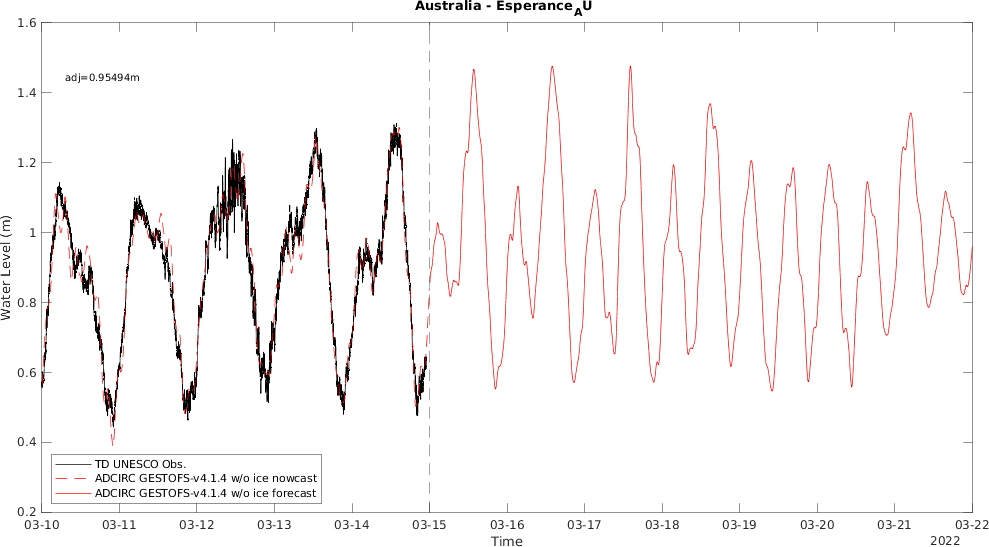 Australia - Esperance_AU
1.6
1.4
1.2
1
0.8
0.6
0.4
0.2
Water Level (m)
adj=0.95494m
TD UNESCO Obs.
ADCIRC GESTOFS-v4.1.4 w/o ice nowcast
ADCIRC GESTOFS-v4.1.4 w/o ice forecast
03-10 03-11 03-12 03-13 03-14 03-15 03-16 03-17 03-18 03-19 03-20 03-21 03-22
Time
2022